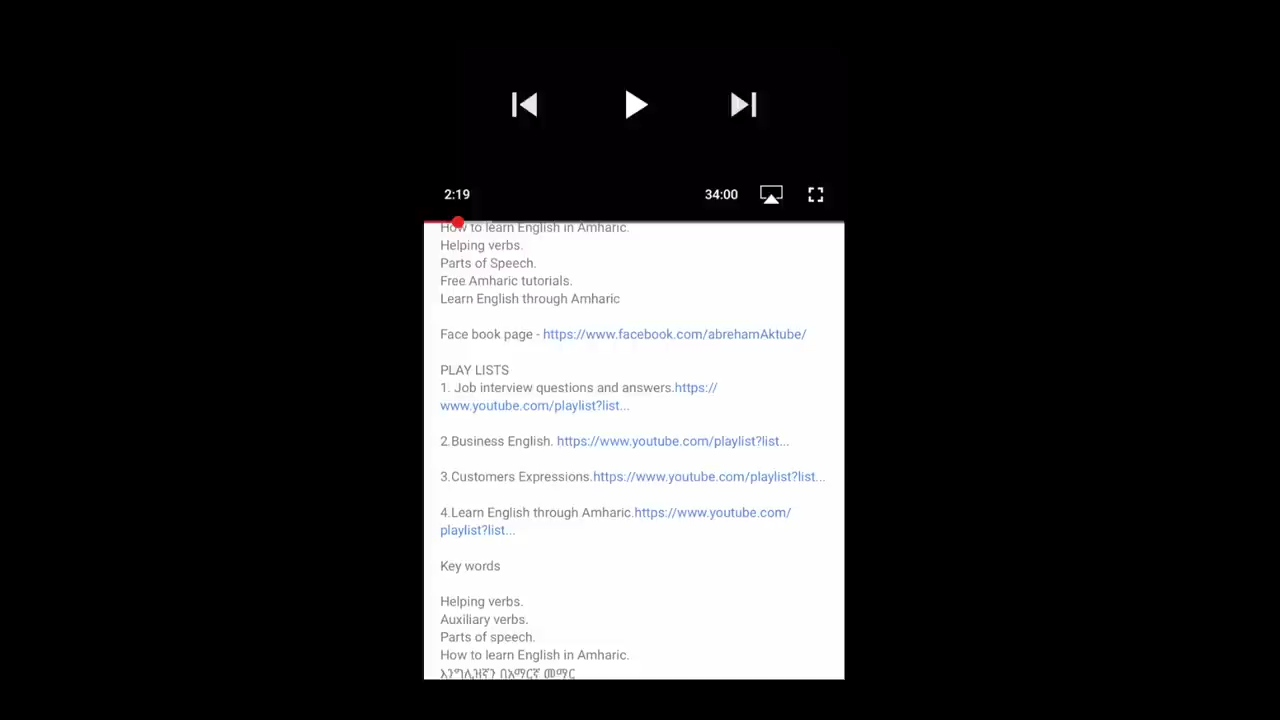 2:19
34:00
How to learn English in Amharic.
Helping verbs.
Parts of Speech.
Free Amharic tutorials.
Learn English through Amharic
Face book page - https://www.facebook.com/abrehamAktube/
PLAY LISTS
1. Job interview questions and answers.https://
www.youtube.com/playlist?list...
2.Business English. https://www.youtube.com/playlist?list...
3.Customers Expressions.https://www.youtube.com/playlist?list...
4.Learn English through Amharic.https://www.youtube.com/
playlist?list...
Key words
Helping verbs.
Auxiliary verbs.
Parts of speech.
How to learn English in Amharic.
እንግሊዝኛን በአማርኛ መማር